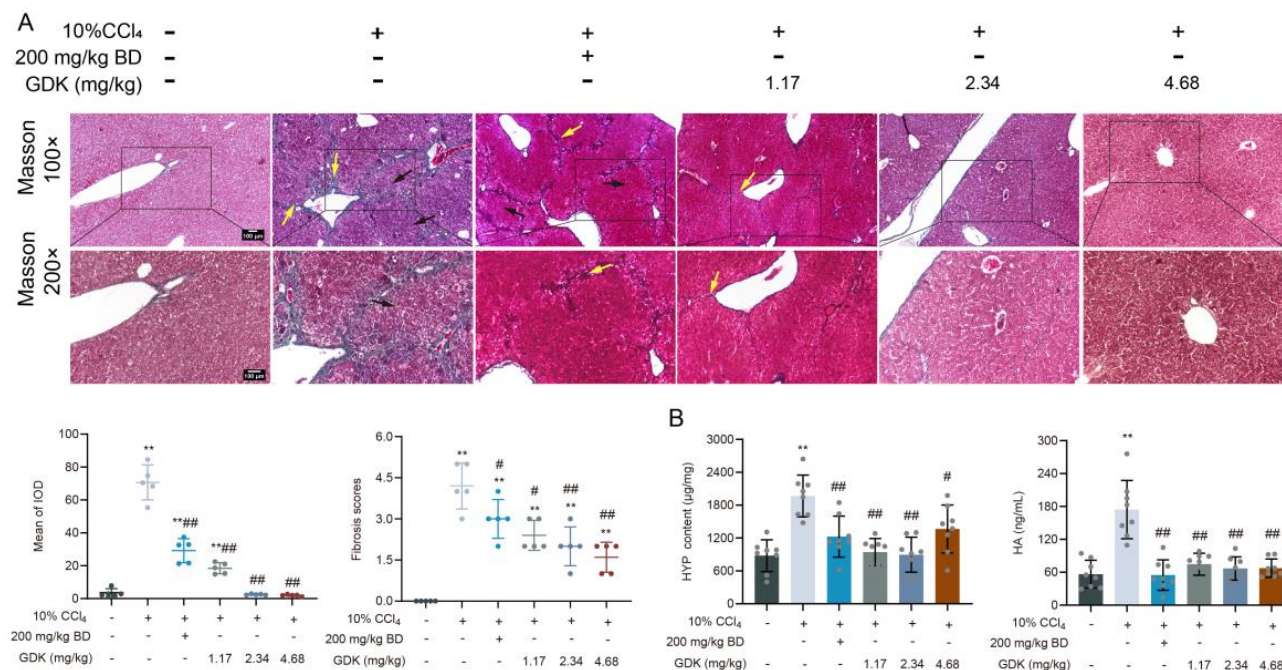 A
10%CCl₄ - + + + + +
200 mg/kg BD - - + - - -
GDK (mg/kg) - - - 1.17 2.34 4.68
Masson 100×
100 μm
Masson 200×
100 μm
B
Mean of IOD
100
80
60
40
20
0
**
**##
**##
##
##
10% CCl₄ - + + + + +
200 mg/kg BD - - + - - -
GDK (mg/kg) - - - 1.17 2.34 4.68
Fibrosis scores
6.0
4.5
3.0
1.5
0.0
**
#
**
#
**
##
**
##
**
10% CCl₄ - + + + + +
200 mg/kg BD - - + - - -
GDK (mg/kg) - - - 1.17 2.34 4.68
HYP content (μg/mg)
3000
2400
1800
1200
600
0
**
##
##
##
#
10% CCl₄ - + + + + +
200 mg/kg BD - - + - - -
GDK (mg/kg) - - - 1.17 2.34 4.68
HA (ng/mL)
300
240
180
120
60
0
**
##
##
##
##
10% CCl₄ - + + + + +
200 mg/kg BD - - + - - -
GDK (mg/kg) - - - 1.17 2.34 4.68